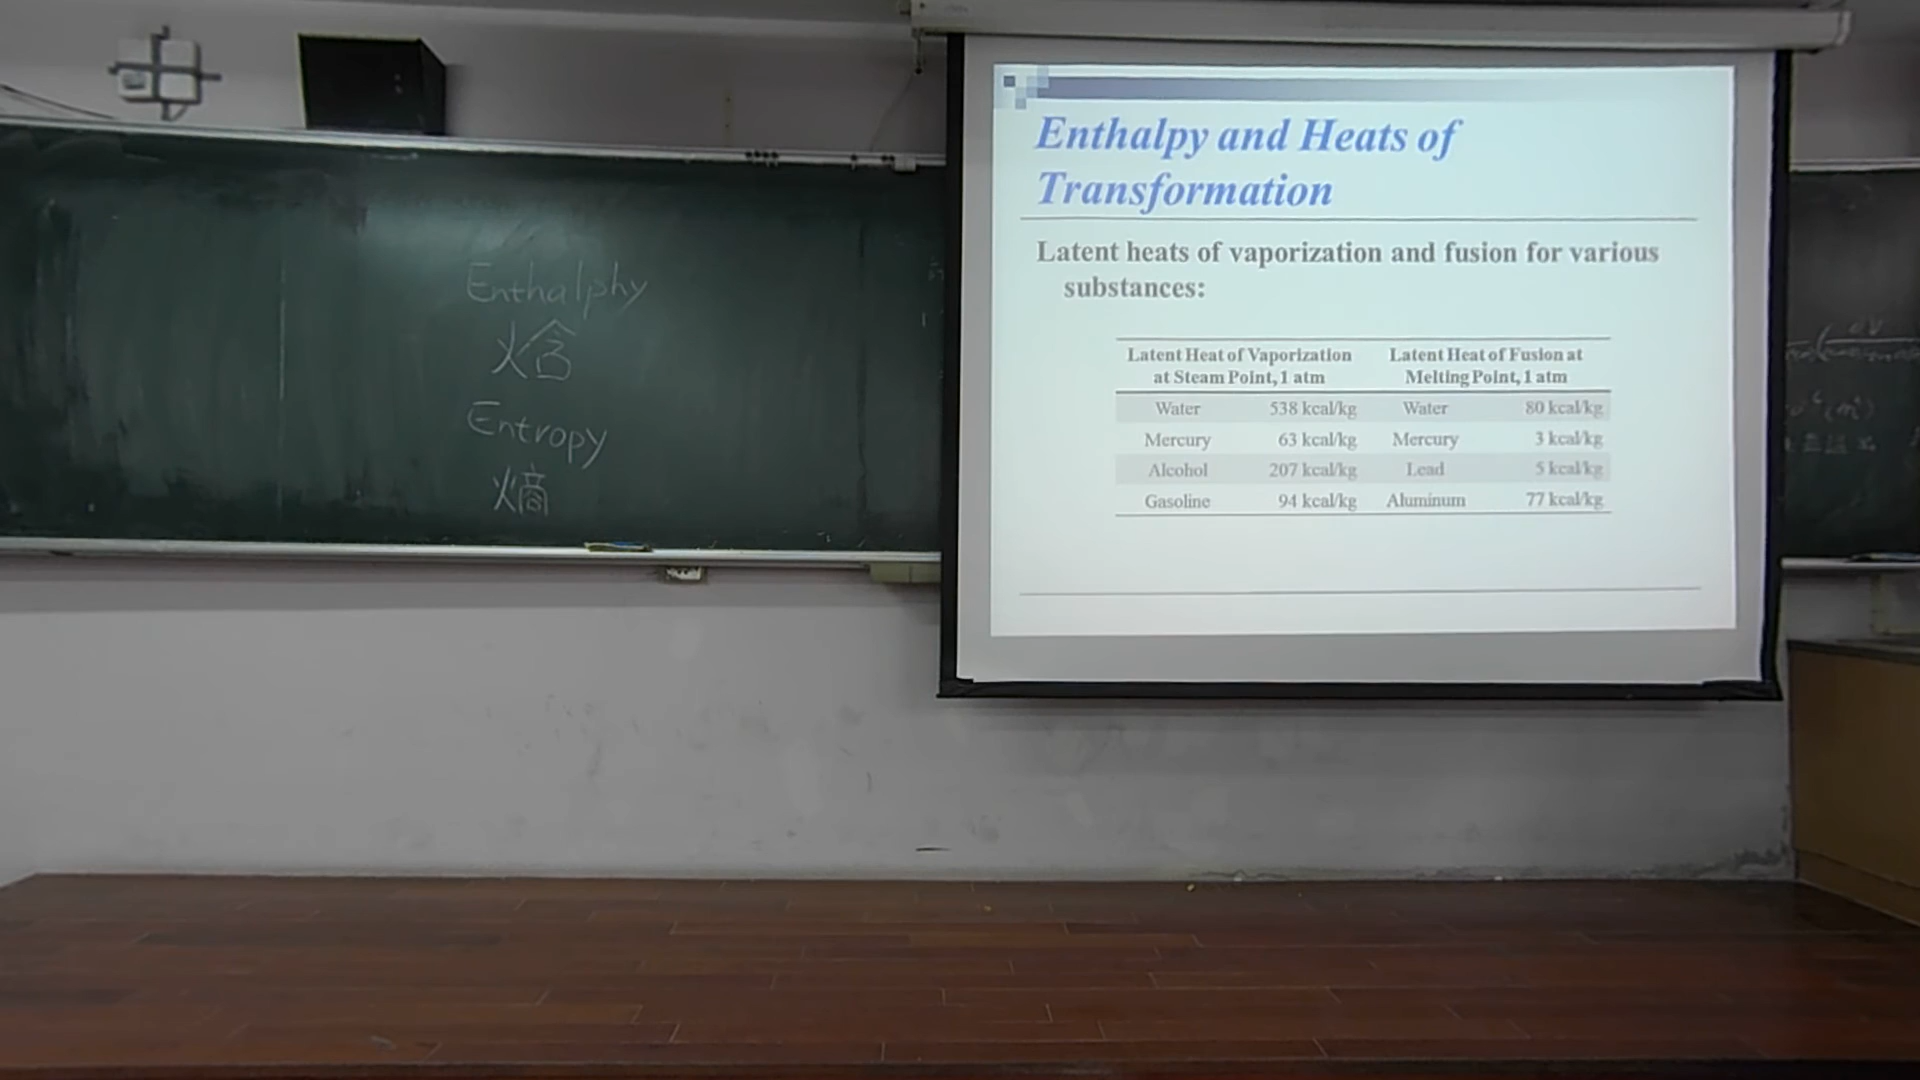 Enthalphy
焓
Entropy
熵
Enthalpy and Heats of
Transformation
Latent heats of vaporization and fusion for various
substances:
Latent Heat of Vaporization Latent Heat of Fusion at
at Steam Point, 1 atm Melting Point, 1 atm
Water 538 kcal/kg Water 80 kcal/kg
Mercury 63 kcal/kg Mercury 3 kcal/kg
Alcohol 207 kcal/kg Lead 5 kcal/kg
Gasoline 94 kcal/kg Aluminum 77 kcal/kg